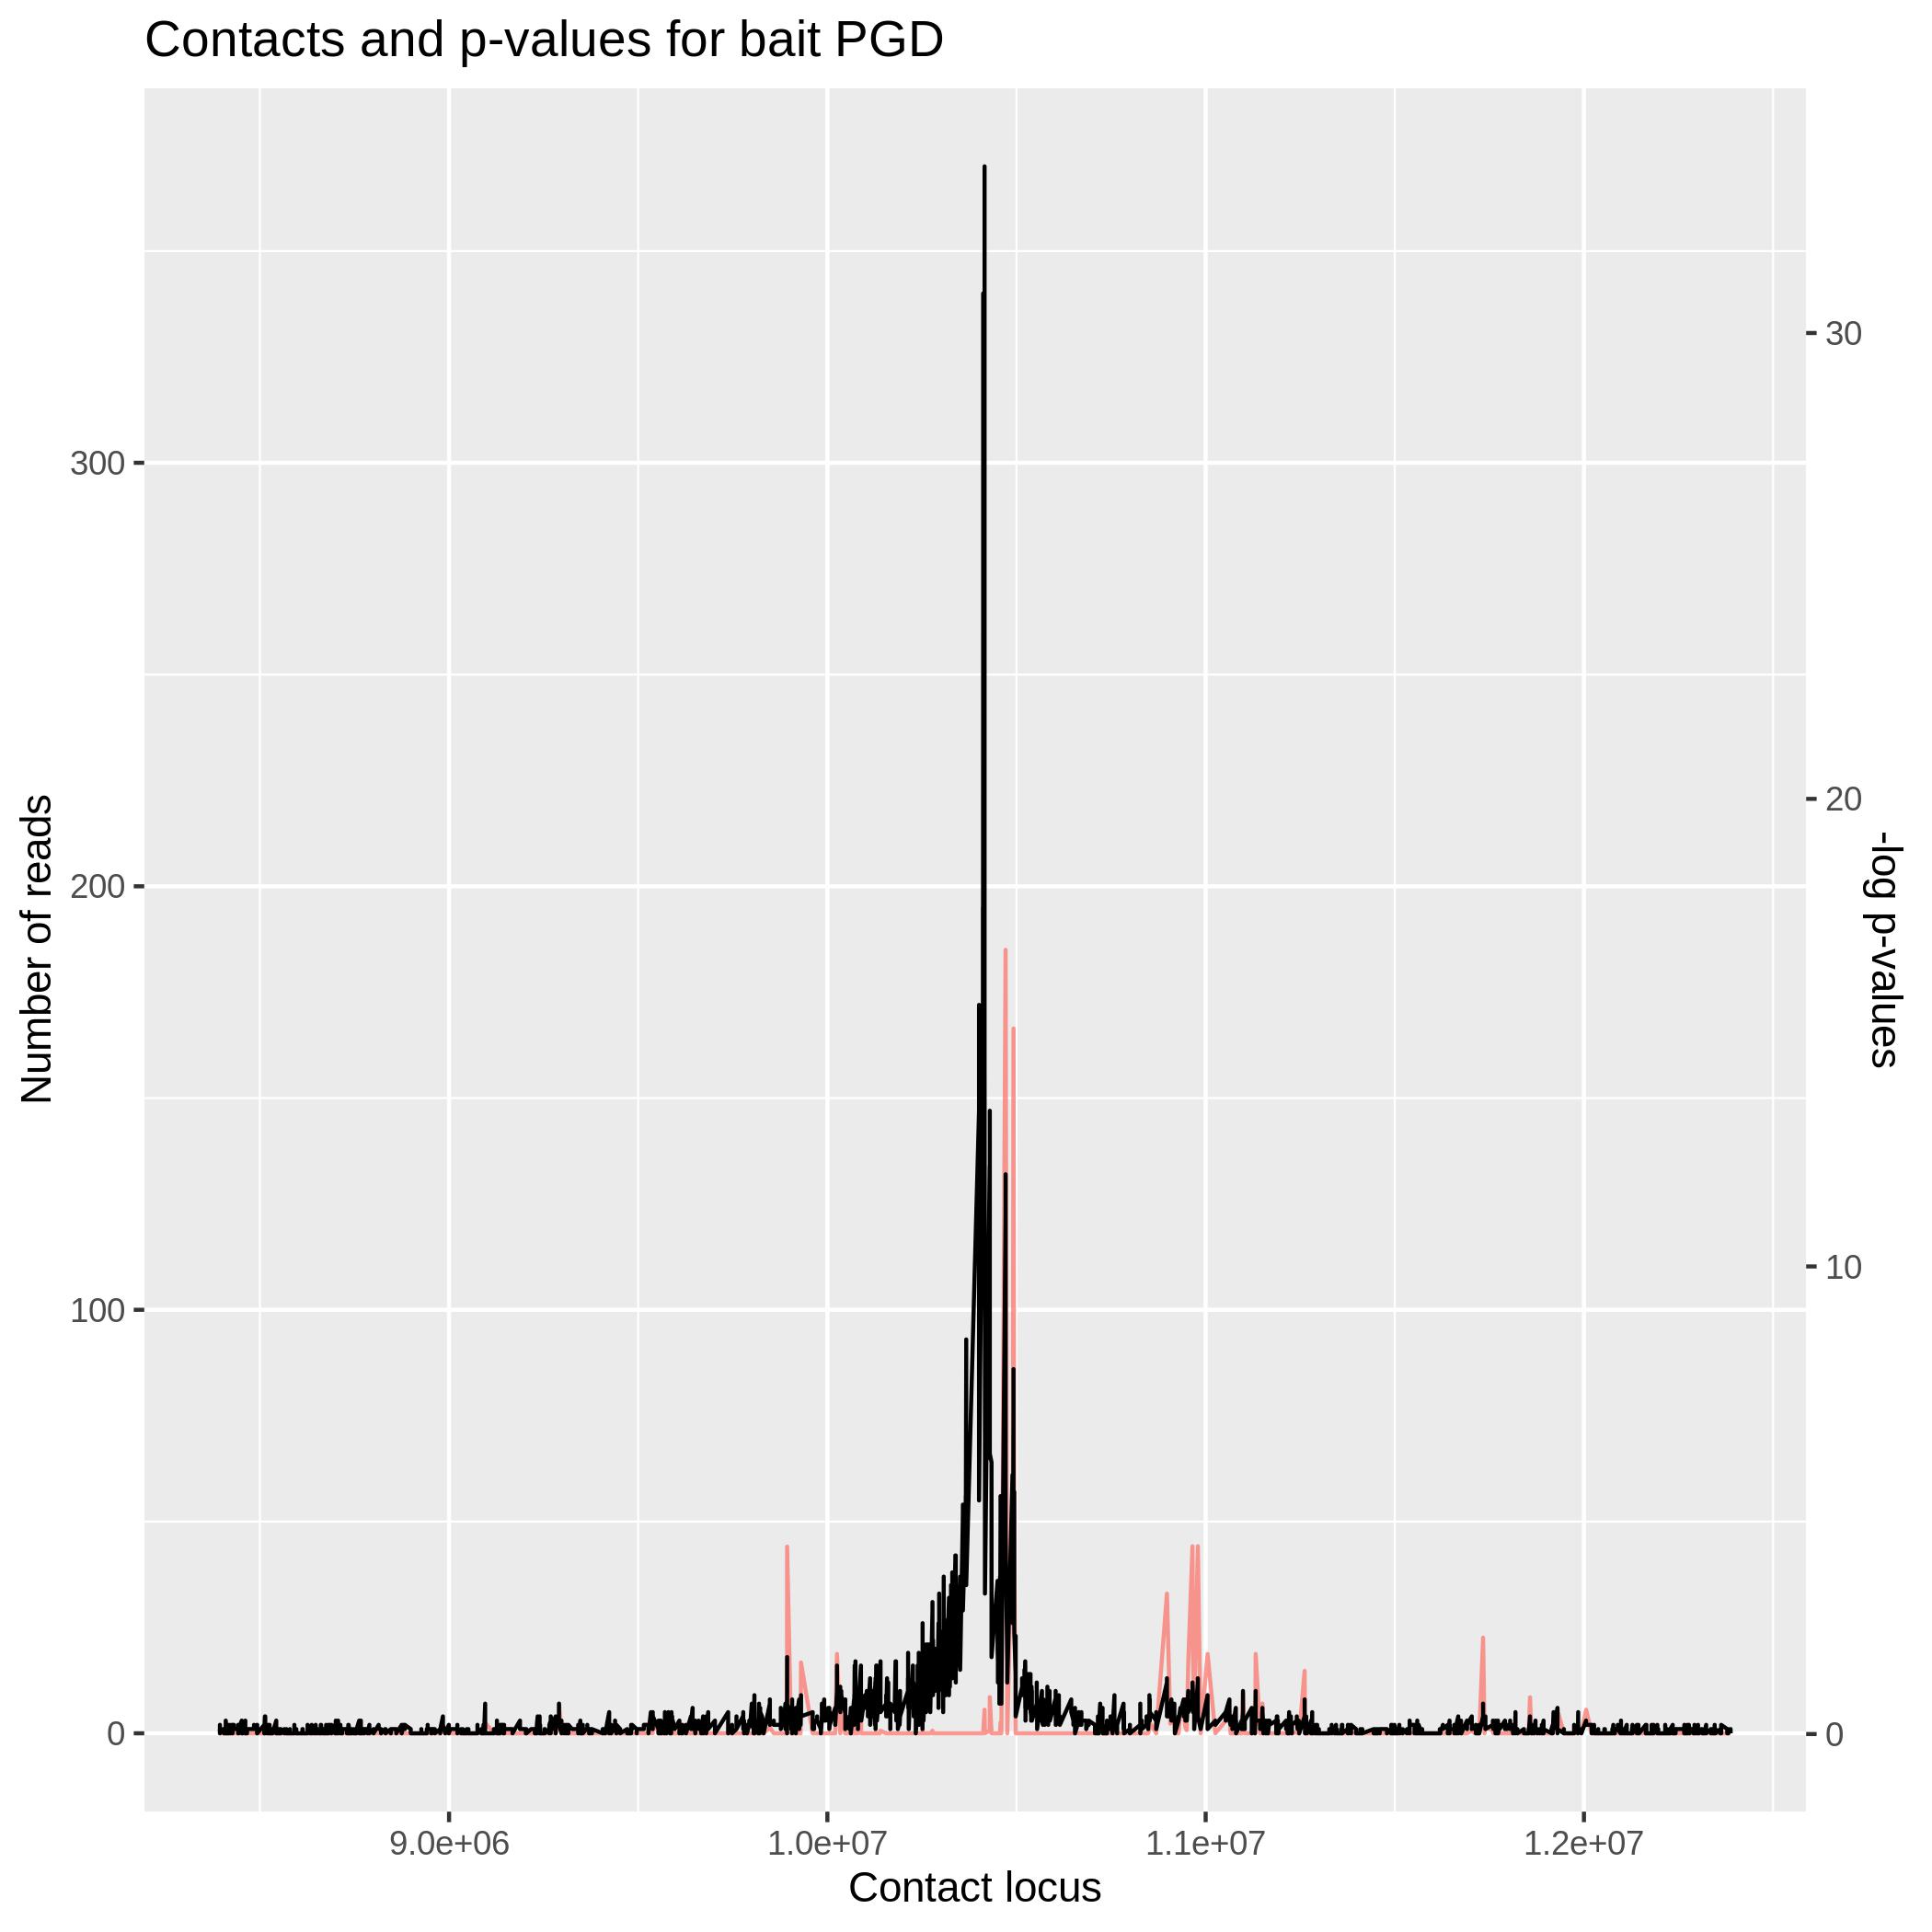 Contacts and p-values for bait PGD
Number of reads
300
200
100
0
30
20
10
0
-log p-values
9.0e+06
1.0e+07
1.1e+07
1.2e+07
Contact locus